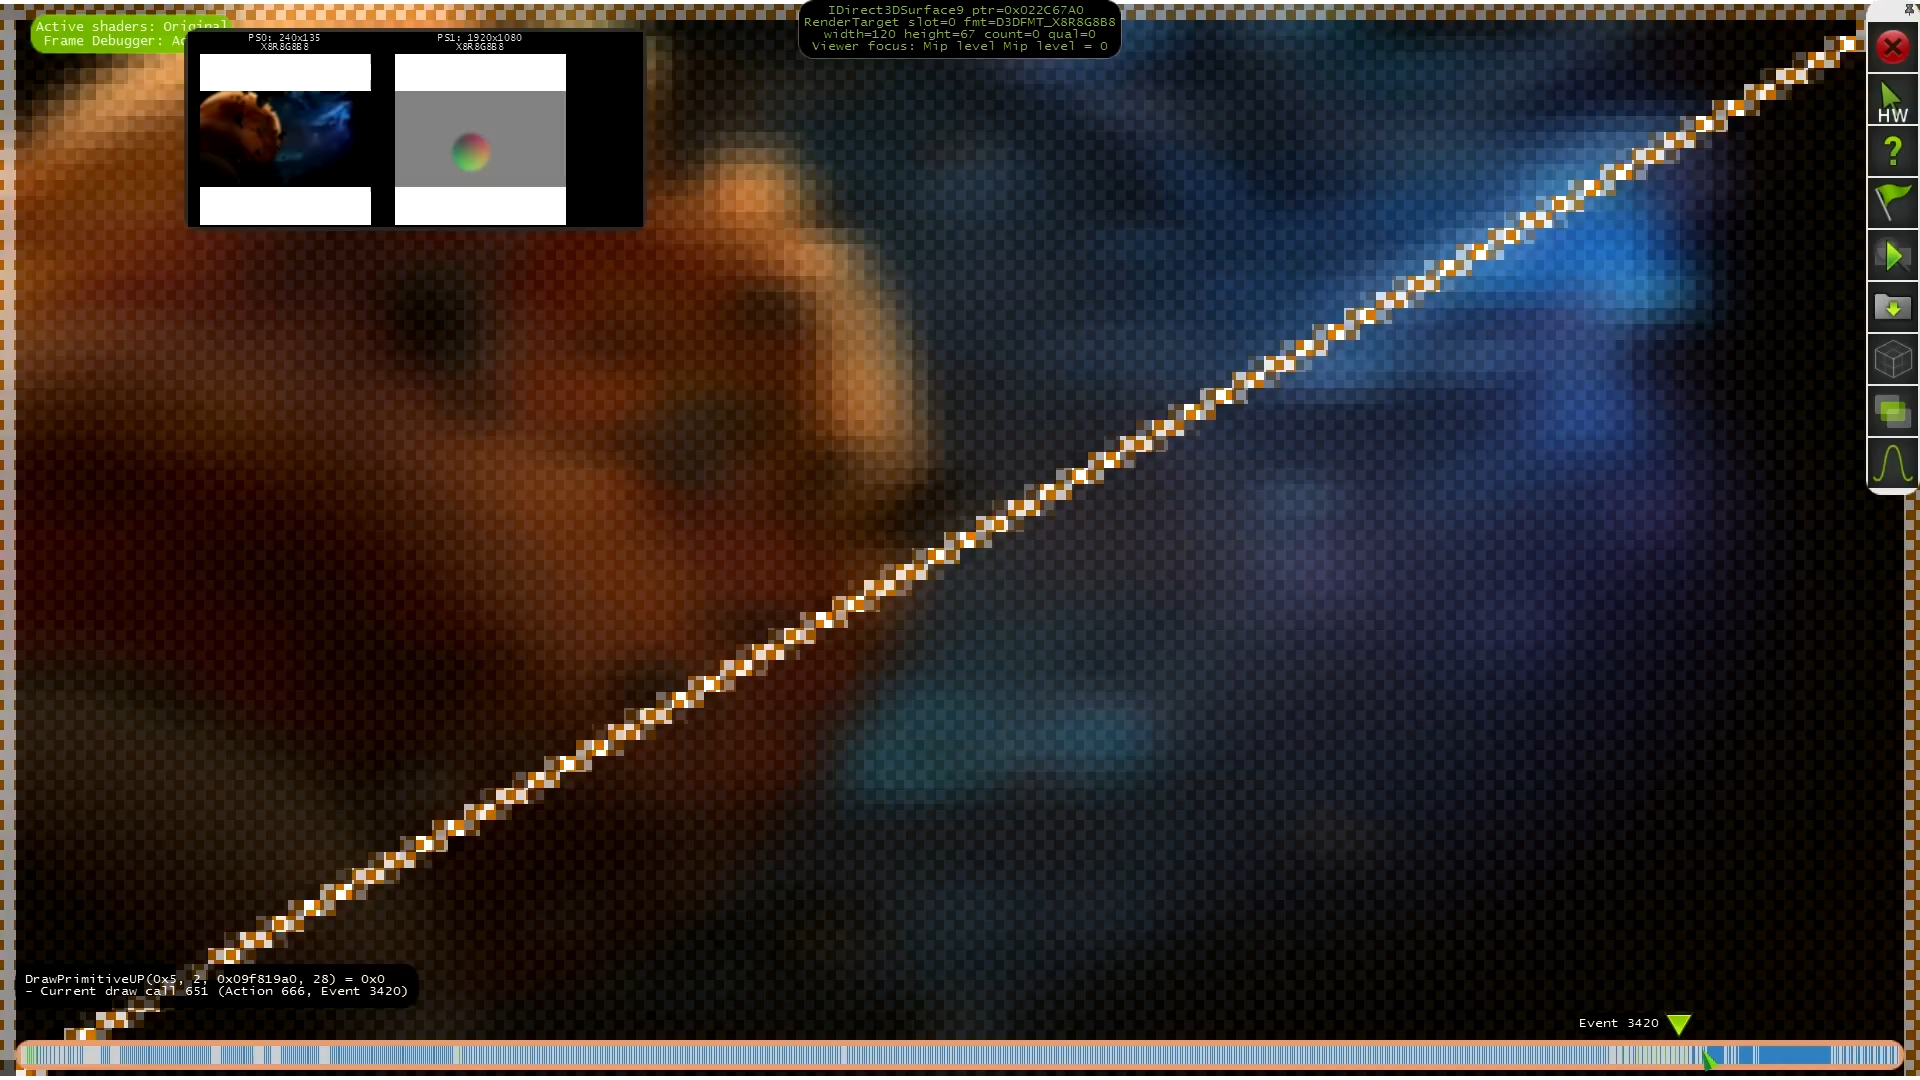 Active shaders: Original
Frame Debugger: Ac
PS0: 240x135
X8R8G8B8
PS1: 1920x1080
X8R8G8B8
IDirect3DSurface9 ptr=0x022C67A0
RenderTarget slot=0 fmt=D3DFMT_X8R8G8B8
width=120 height=67 count=0 qual=0
Viewer focus: Mip level Mip level = 0
HW
?
DrawPrimitiveUP(0x5, 2, 0x09f819a0, 28) = 0x0
- Current draw call 651 (Action 666, Event 3420)
Event 3420